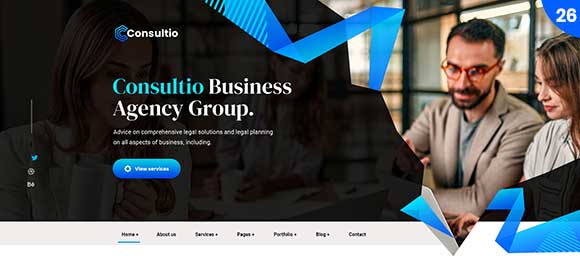 26
Consultio
Consultio Business
Agency Group.
Advice on comprehensive legal solutions and legal planning
on all aspects of business, including.
View services
Bē
Home +
About us
Services +
Pages +
Portfolio +
Blog +
Contact